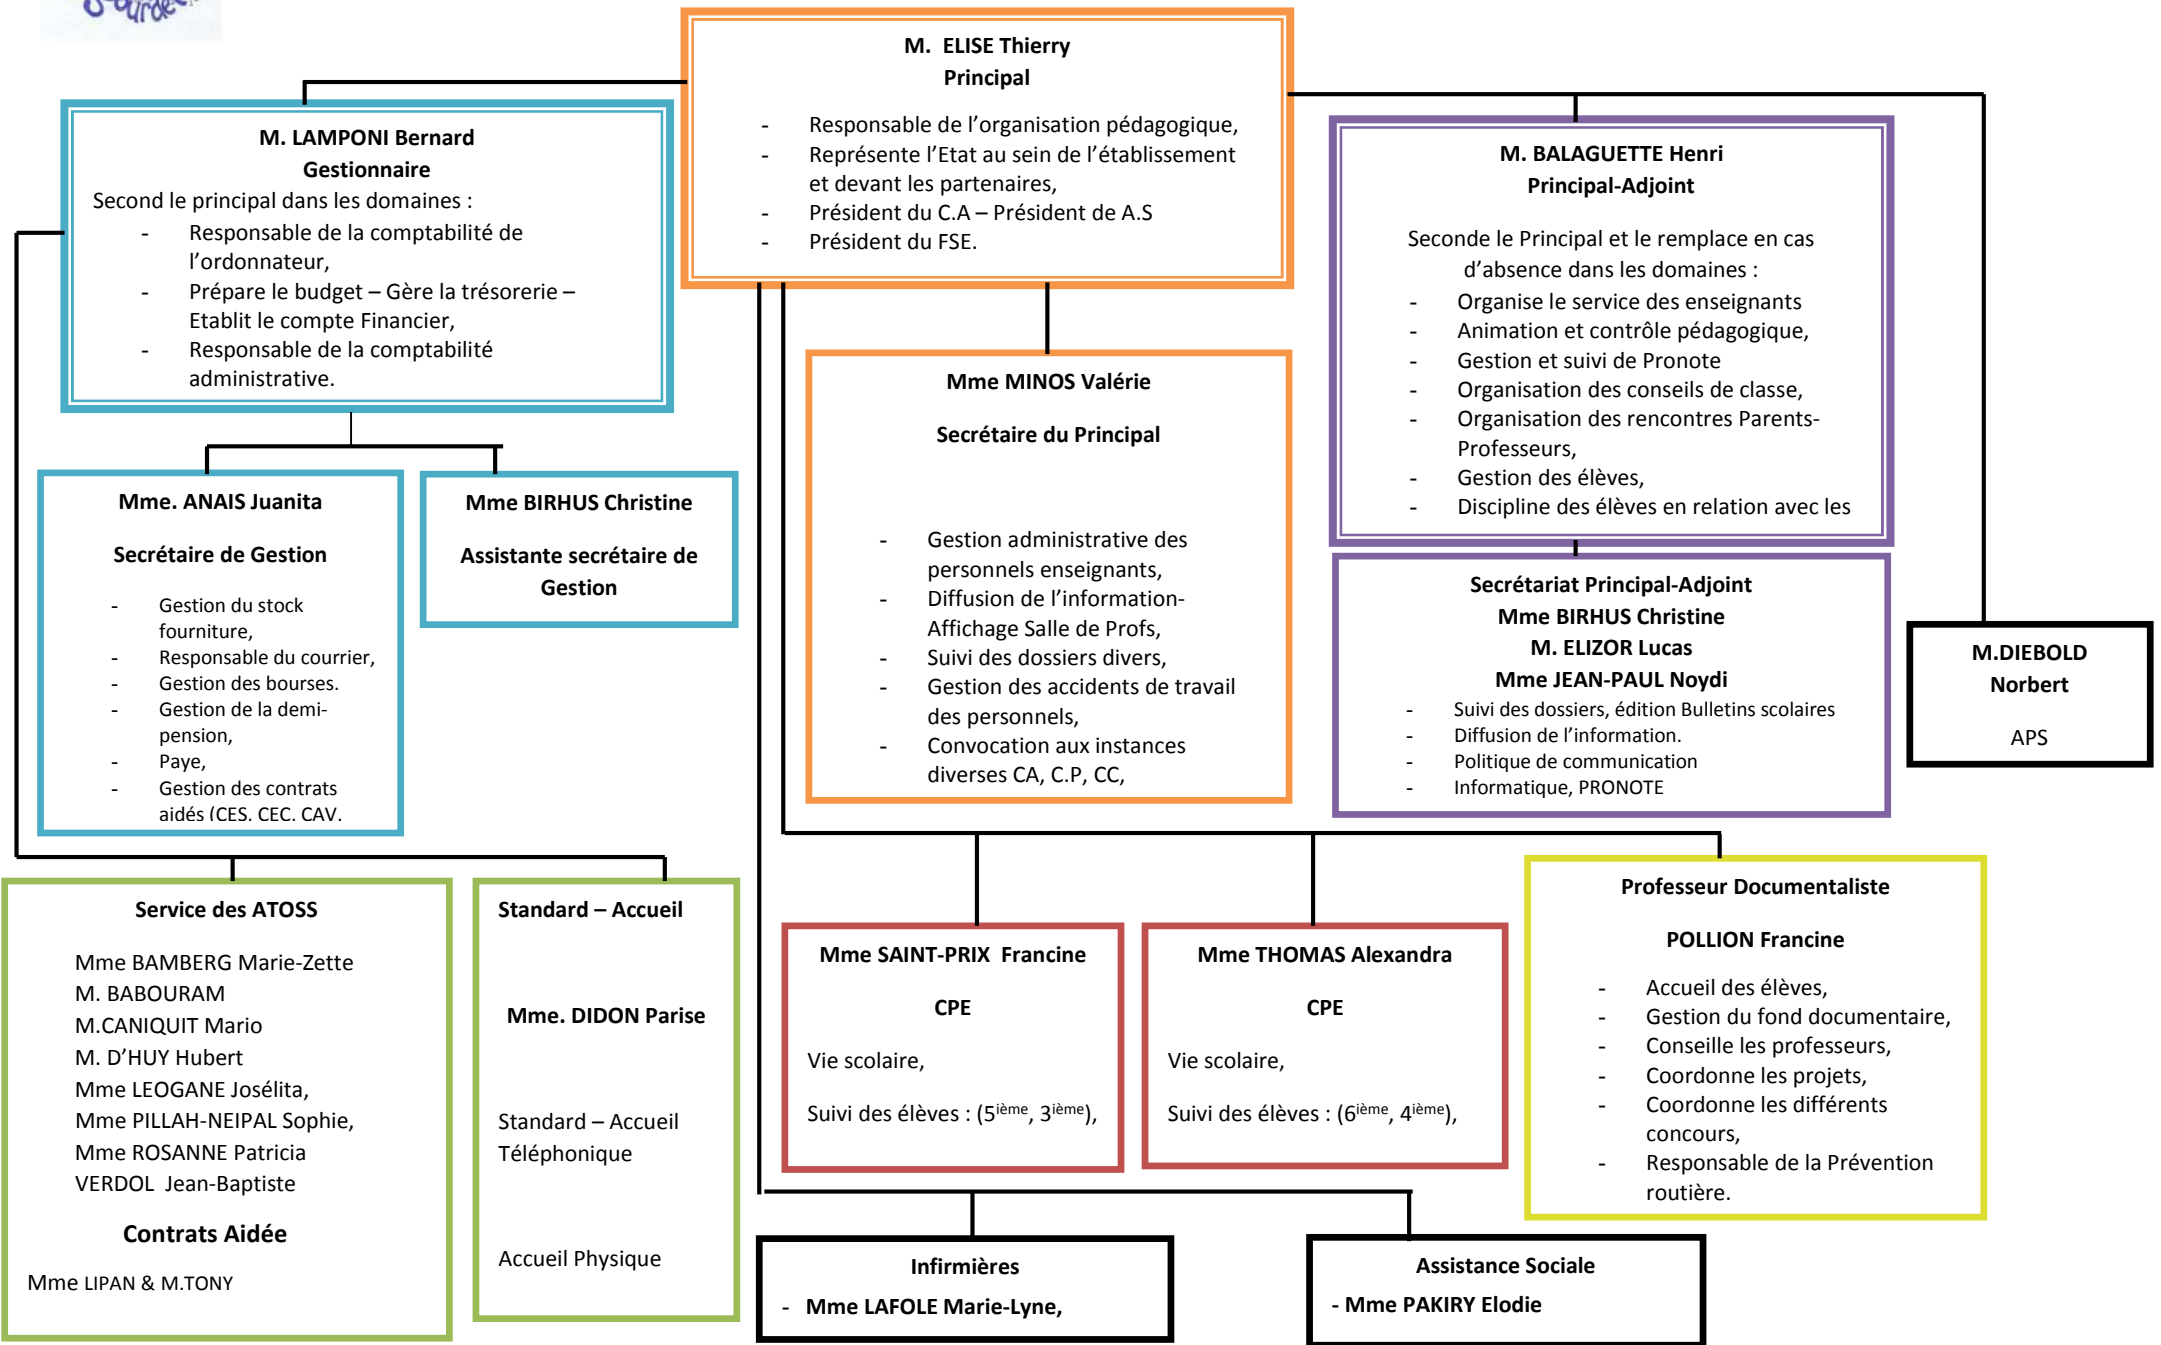 M. ELISE Thierry
Principal
- Responsable de l'organisation pédagogique,
- Représente l'Etat au sein de l'établissement
et devant les partenaires,
- Président du C.A – Président de A.S
- Président du FSE.
M. LAMPONI Bernard
Gestionnaire
Second le principal dans les domaines :
- Responsable de la comptabilité de
l'ordonnateur,
- Prépare le budget – Gère la trésorerie –
Etablit le compte Financier,
- Responsable de la comptabilité
administrative.
M. BALAGUETTE Henri
Principal-Adjoint
Seconde le Principal et le remplace en cas
d'absence dans les domaines :
- Organise le service des enseignants
- Animation et contrôle pédagogique,
- Gestion et suivi de Pronote
- Organisation des conseils de classe,
- Organisation des rencontres Parents-
Professeurs,
- Gestion des élèves,
- Discipline des élèves en relation avec les
Mme. ANAIS Juanita
Secrétaire de Gestion
- Gestion du stock
fourniture,
- Responsable du courrier,
- Gestion des bourses.
- Gestion de la demi-
pension,
- Paye,
- Gestion des contrats
aidés (CES, CEC, CAV,
Mme BIRHUS Christine
Assistante secrétaire de
Gestion
Mme MINOS Valérie
Secrétaire du Principal
- Gestion administrative des
personnels enseignants,
- Diffusion de l'information-
Affichage Salle de Profs,
- Suivi des dossiers divers,
- Gestion des accidents de travail
des personnels,
- Convocation aux instances
diverses CA, C.P, CC,
Secrétariat Principal-Adjoint
Mme BIRHUS Christine
M. ELIZOR Lucas
Mme JEAN-PAUL Noydi
- Suivi des dossiers, édition Bulletins scolaires
- Diffusion de l'information.
- Politique de communication
- Informatique, PRONOTE
M.DIEBOLD
Norbert
APS
Service des ATOSS
Mme BAMBERG Marie-Zette
M. BABOURAM
M.CANIQUIT Mario
M. D'HUY Hubert
Mme LEOGANE Josélita,
Mme PILLAH-NEIPAL Sophie,
Mme ROSANNE Patricia
VERDOL Jean-Baptiste
Contrats Aidée
Mme LIPAN & M.TONY
Standard – Accueil
Mme. DIDON Parise
Standard – Accueil
Téléphonique
Accueil Physique
Mme SAINT-PRIX Francine
CPE
Vie scolaire,
Suivi des élèves : (5ième, 3ième),
Mme THOMAS Alexandra
CPE
Vie scolaire,
Suivi des élèves : (6ième, 4ième),
Professeur Documentaliste
POLLION Francine
- Accueil des élèves,
- Gestion du fond documentaire,
- Conseille les professeurs,
- Coordonne les projets,
- Coordonne les différents
concours,
- Responsable de la Prévention
routière.
Infirmières
- Mme LAFOLE Marie-Lyne,
Assistance Sociale
- Mme PAKIRY Elodie